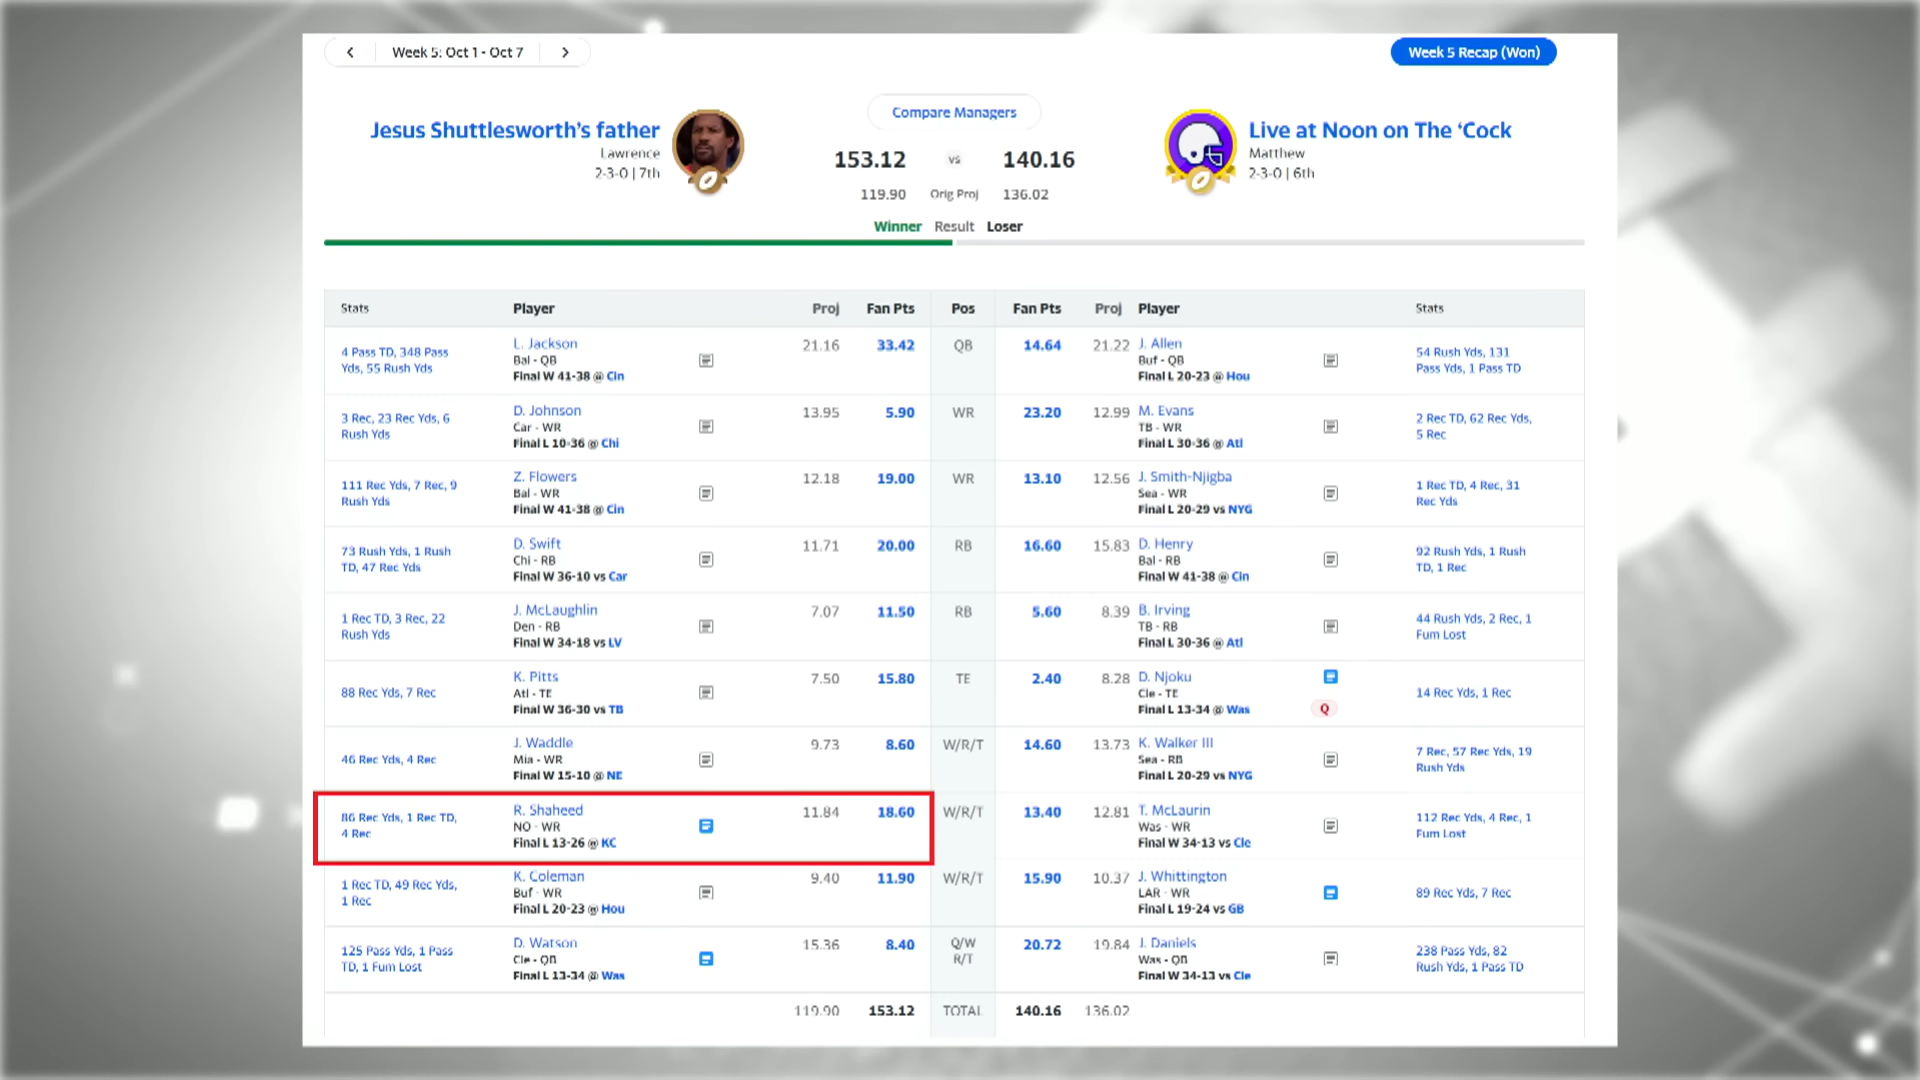 Week 5: Oct 1 - Oct 7
Week 5 Recap (Won)
Compare Managers
Jesus Shuttlesworth's father
Lawrence
2-3-0 | 7th
153.12 vs 140.16
119.90 Orig Proj 136.02
Winner Result Loser
Live at Noon on The 'Cock
Matthew
2-3-0 | 6th
Stats Player Proj Fan Pts Pos Fan Pts Proj Player Stats
4 Pass TD, 348 Pass
Yds, 55 Rush Yds
L. Jackson
Bal - QB
Final W 41-38 @ Cin
21.16 33.42 QB 14.64 21.22
J. Allen
Buf - QB
Final L 20-23 @ Hou
54 Rush Yds, 131
Pass Yds, 1 Pass TD
3 Rec, 23 Rec Yds, 6
Rush Yds
D. Johnson
Car - WR
Final L 10-36 @ Chi
13.95 5.90 WR 23.20 12.99
M. Evans
TB - WR
Final L 30-36 @ Atl
2 Rec TD, 62 Rec Yds,
5 Rec
111 Rec Yds, 7 Rec, 9
Rush Yds
Z. Flowers
Bal - WR
Final W 41-38 @ Cin
12.18 19.00 WR 13.10 12.56
J. Smith-Njigba
Sea - WR
Final L 20-29 vs NYG
1 Rec TD, 4 Rec, 31
Rec Yds
73 Rush Yds, 1 Rush
TD, 47 Rec Yds
D. Swift
Chi - RB
Final W 36-10 vs Car
11.71 20.00 RB 16.60 15.83
D. Henry
Bal - RB
Final W 41-38 @ Cin
92 Rush Yds, 1 Rush
TD, 1 Rec
1 Rec TD, 3 Rec, 22
Rush Yds
J. McLaughlin
Den - RB
Final W 34-18 vs LV
7.07 11.50 RB 5.60 8.39
B. Irving
TB - RB
Final L 30-36 @ Atl
44 Rush Yds, 2 Rec, 1
Fum Lost
88 Rec Yds, 7 Rec
K. Pitts
Atl - TE
Final W 36-30 vs TB
7.50 15.80 TE 2.40 8.28
D. Njoku
Cle - TE
Final L 13-34 @ Was
Q
14 Rec Yds, 1 Rec
46 Rec Yds, 4 Rec
J. Waddle
Mia - WR
Final W 15-10 @ NE
9.73 8.60 W/R/T 14.60 13.73
K. Walker III
Sea - RB
Final L 20-29 vs NYG
7 Rec, 57 Rec Yds, 19
Rush Yds
86 Rec Yds, 1 Rec TD,
4 Rec
R. Shaheed
NO - WR
Final L 13-26 @ KC
11.84 18.60 W/R/T 13.40 12.81
T. McLaurin
Was - WR
Final W 34-13 vs Cle
112 Rec Yds, 4 Rec, 1
Fum Lost
1 Rec TD, 49 Rec Yds,
1 Rec
K. Coleman
Buf - WR
Final L 20-23 @ Hou
9.40 11.90 W/R/T 15.90 10.37
J. Whittington
LAR - WR
Final L 19-24 vs GB
89 Rec Yds, 7 Rec
125 Pass Yds, 1 Pass
TD, 1 Fum Lost
D. Watson
Cle - QB
Final L 13-34 @ Was
15.36 8.40
Q/W
R/T
20.72 19.84
J. Daniels
Was - QB
Final W 34-13 vs Cle
238 Pass Yds, 82
Rush Yds, 1 Pass TD
119.90 153.12 TOTAL 140.16 136.02